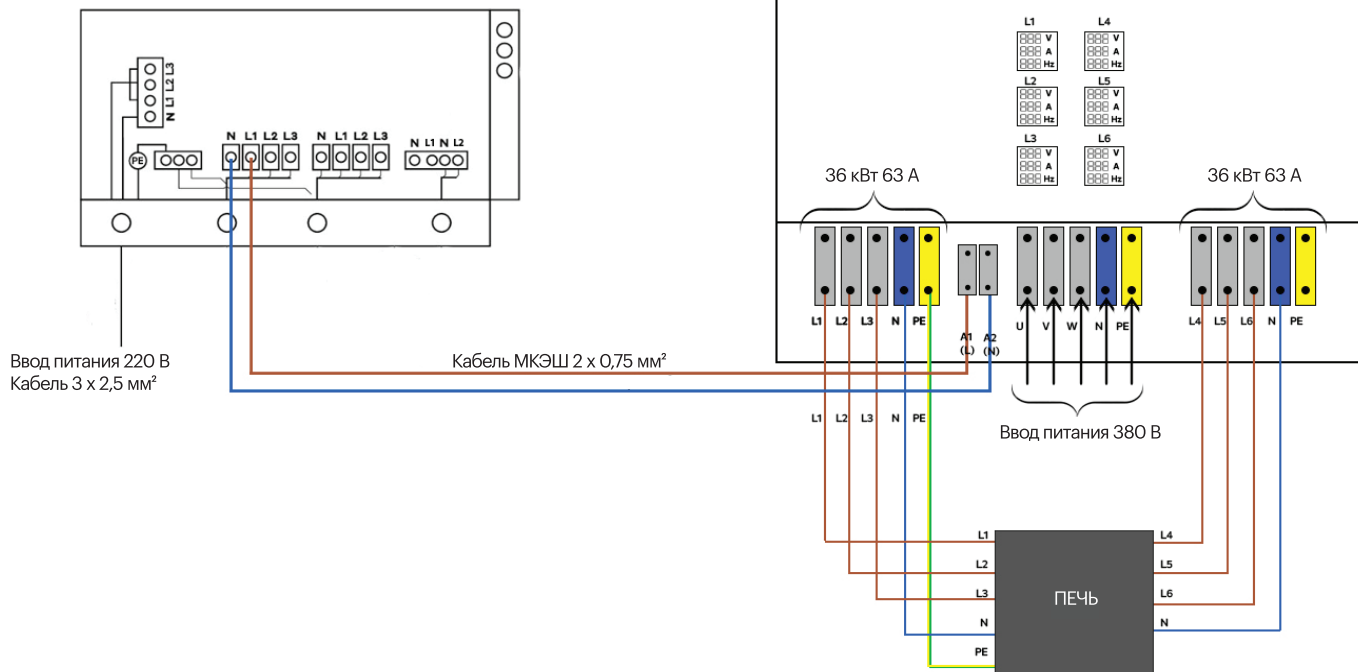 L3
L2
L1
N
PE
N L1 L2 L3
N L1 L2 L3
N L1 N L2
Ввод питания 220 В
Кабель 3 x 2,5 мм²
Кабель МКЭШ 2 x 0,75 мм²
L1 L4
V V
A A
Hz Hz
L2 L5
V V
A A
Hz Hz
L3 L6
V V
A A
Hz Hz
36 кВт 63 А
36 кВт 63 А
L1 L2 L3 N PE
A1 A2
(L) (N)
U V W N PE
L4 L5 L6 N PE
L1 L2 L3 N PE
Ввод питания 380 В
L1 L4
L2 L5
L3 L6
ПЕЧЬ
N N
PE